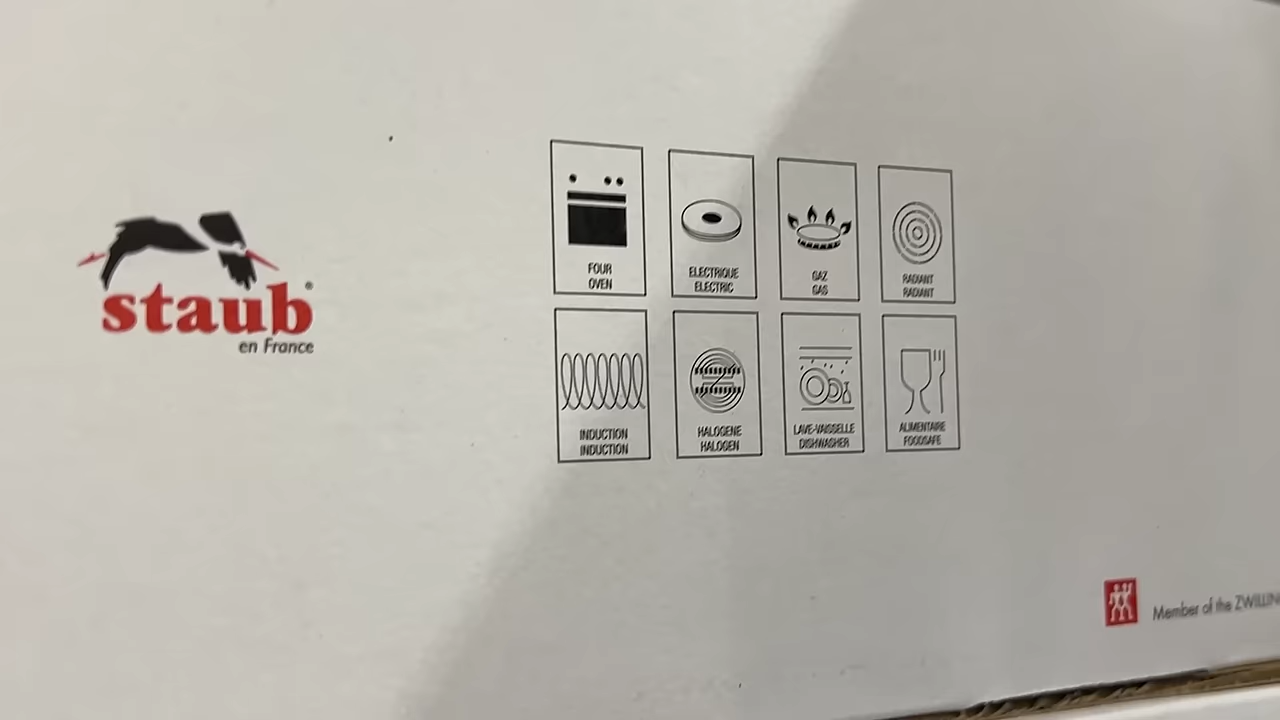 staub®
en France
FOUR
OVEN
ELECTRIQUE
ELECTRIC
GAZ
GAS
RADIANT
RADIANT
INDUCTION
INDUCTION
HALOGENE
HALOGEN
LAVE-VAISSELLE
DISHWASHER
ALIMENTAIRE
FOODSAFE
Member of the